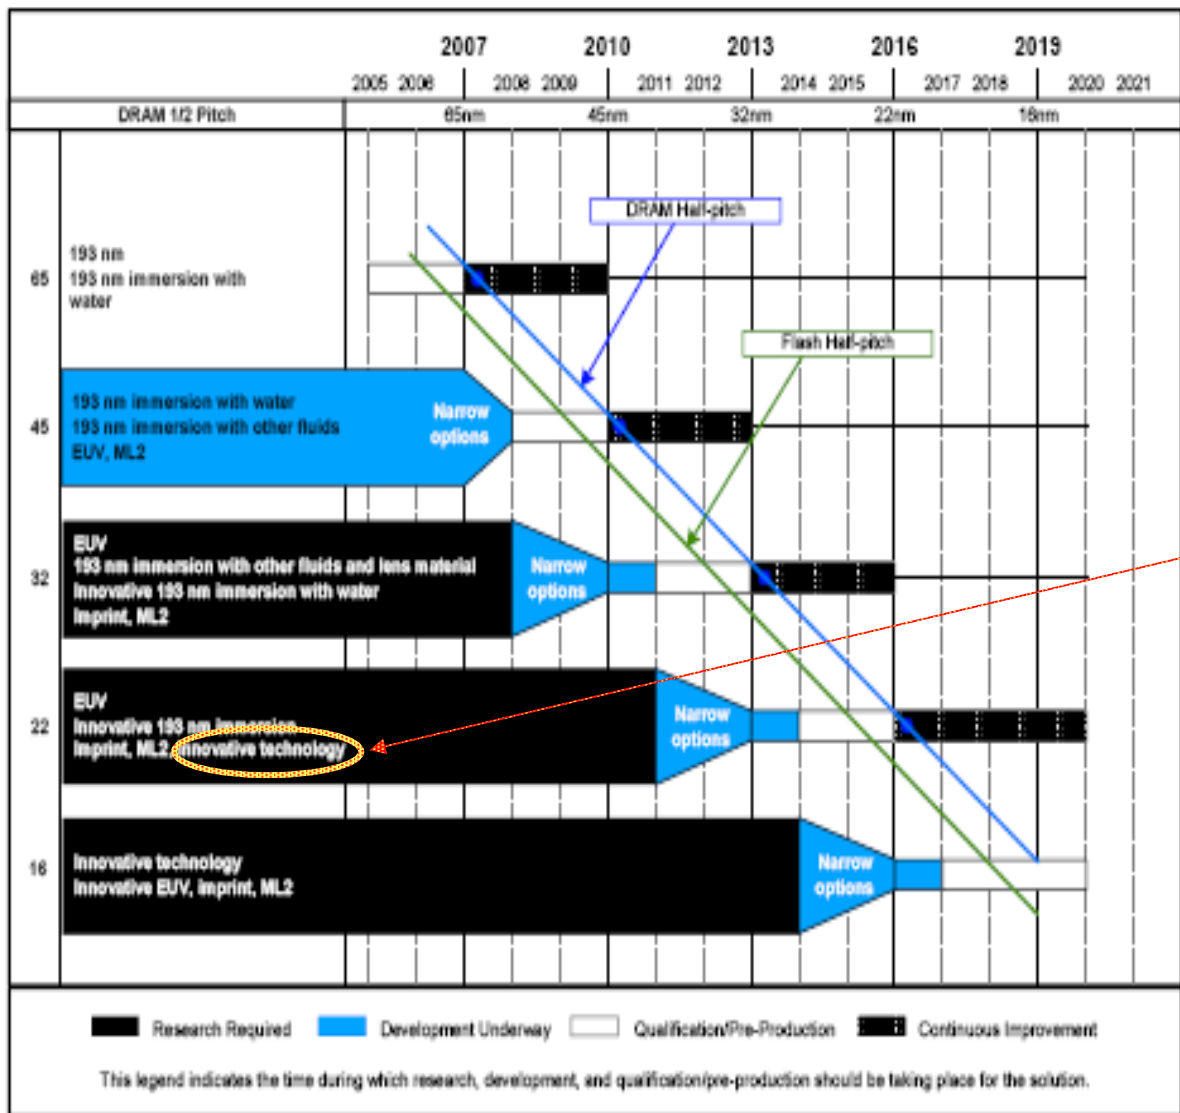 2007 2010 2013 2016 2019
2005 2006 2008 2009 2011 2012 2014 2015 2017 2018 2020 2021
DRAM 1/2 Pitch 65nm 45nm 32nm 22nm 16nm
DRAM Half-pitch
193 nm
65 193 nm immersion with
water
Flash Half-pitch
193 nm immersion with water
45 193 nm immersion with other fluids
EUV, ML2
Narrow
options
EUV
193 nm immersion with other fluids and lens material
32 Innovative 193 nm immersion with water
Imprint, ML2
Narrow
options
EUV
22 Innovative 193 nm immersion
Imprint, ML2, Innovative technology
Narrow
options
16 Innovative technology
Innovative EUV, imprint, ML2
Narrow
options
Research Required Development Underway Qualification/Pre-Production Continuous Improvement
This legend indicates the time during which research, development, and qualification/pre-production should be taking place for the solution.